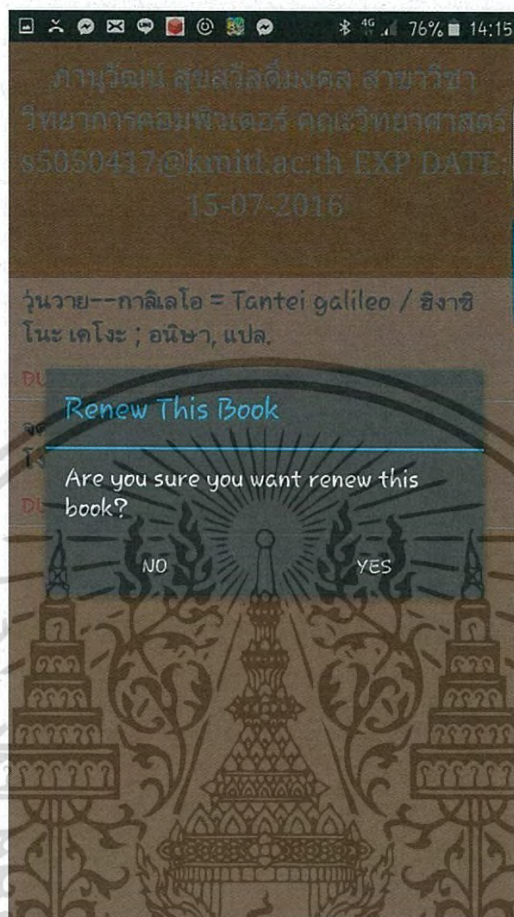 4G 76% 14:15
ภานุวัฒน์ สุขสวัสดิ์มงคล สาขาวิชา
วิทยาการคอมพิวเตอร์ คณะวิทยาศาสตร์
s5050417@kmitl.ac.th EXP DATE:
15-07-2016
วุ่นวาย--กาลิเลโอ = Tantei galileo / ฮิงาชิ
โนะ เคโงะ ; อนิษา, แปล.
DU
Renew This Book
Are you sure you want renew this
book?
DU
NO YES